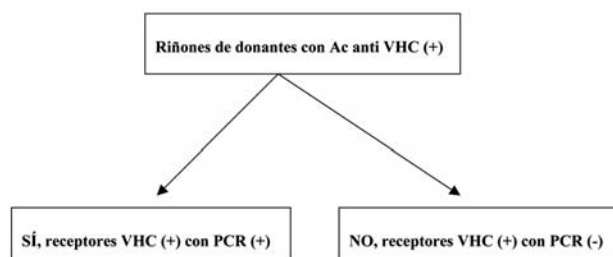 Riñones de donantes con Ac anti VHC (+)
SÍ, receptores VHC (+) con PCR (+)
NO, receptores VHC (+) con PCR (-)